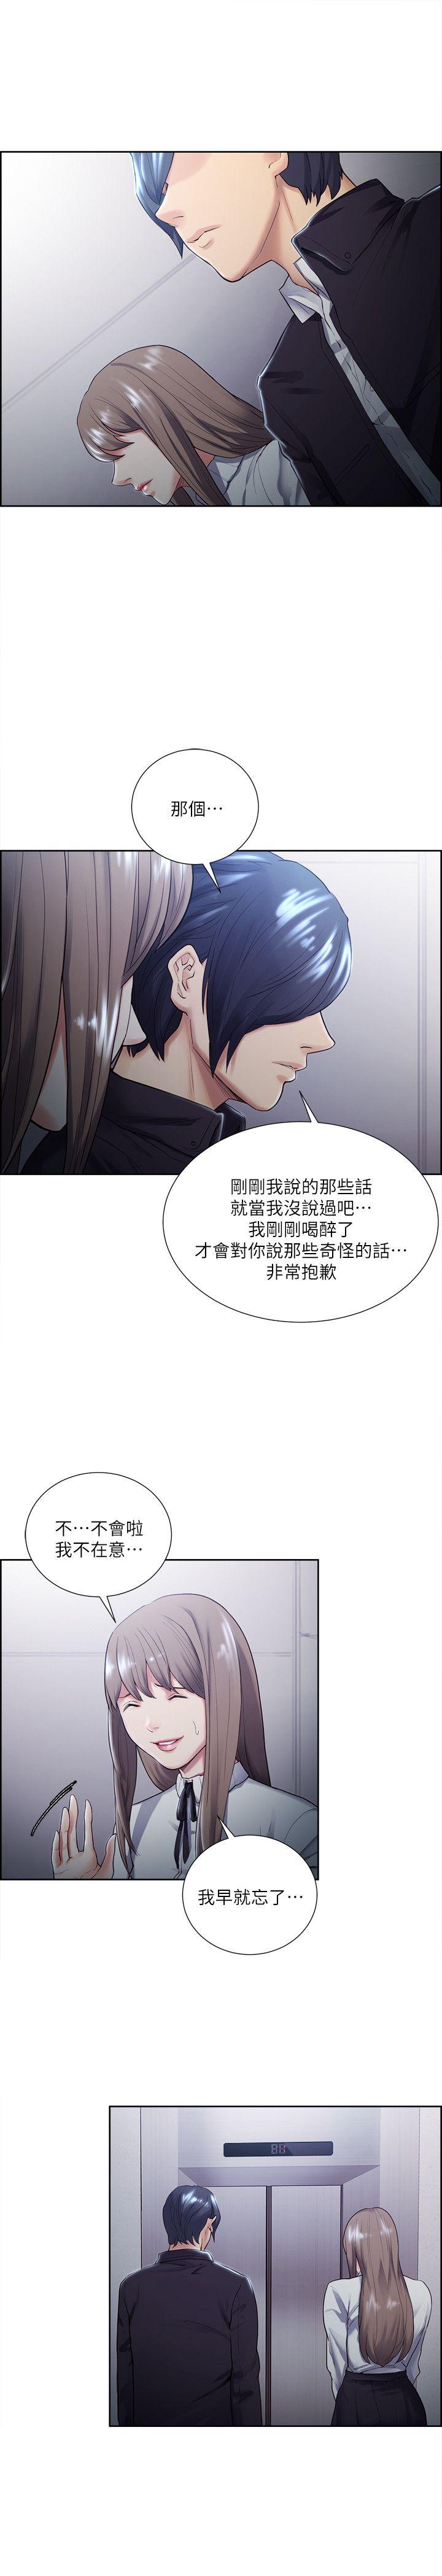 那個⋯
剛剛我說的那些話
就當我沒說過吧⋯
我剛剛喝醉了
才會對你說那些奇怪的話⋯
非常抱歉
不⋯不會啦
我不在意⋯
我早就忘了⋯